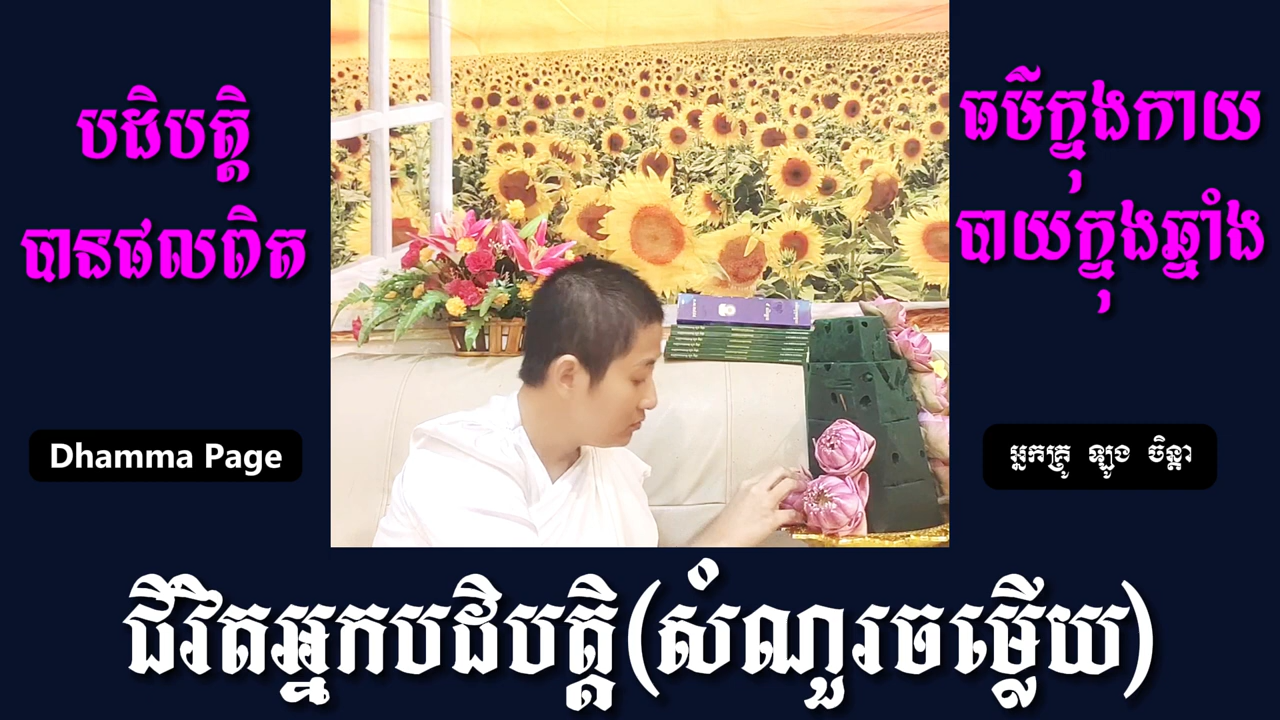 បដិបត្តិ
បានផលពិត
ធម៌ក្នុងកាយ
បាយក្នុងឆ្នាំង
Dhamma Page
អ្នកគ្រូ ឡុង ចិន្តា
ជីវិតអ្នកបដិបត្តិ(សំណួរចម្លើយ)